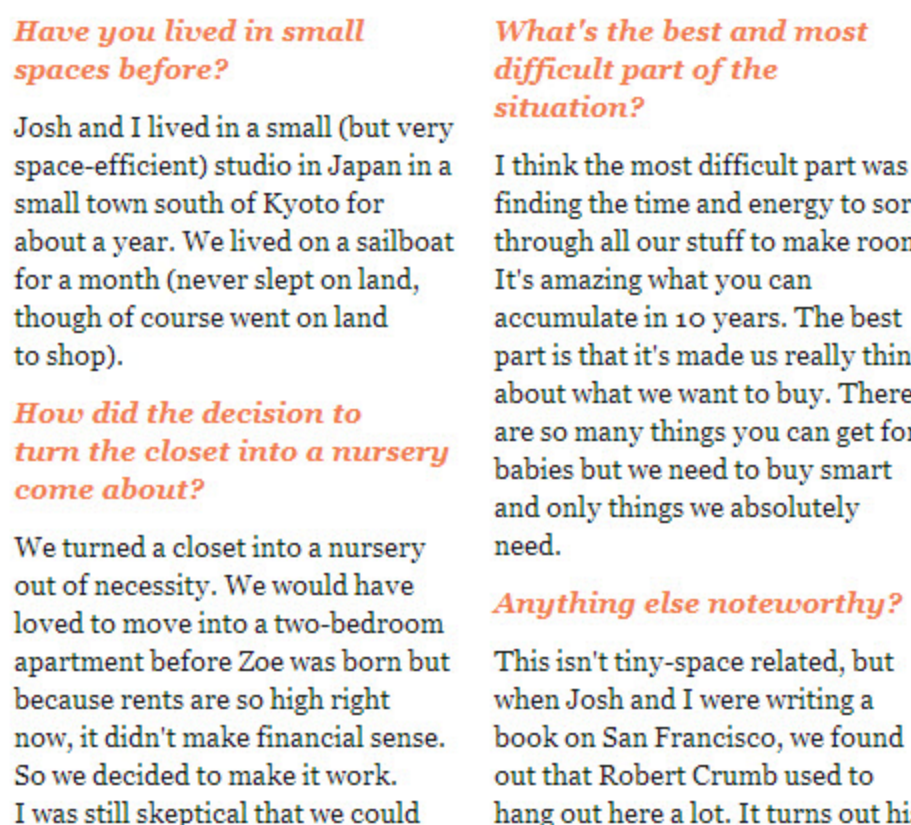 Have you lived in small
spaces before?
Josh and I lived in a small (but very
space-efficient) studio in Japan in a
small town south of Kyoto for
about a year. We lived on a sailboat
for a month (never slept on land,
though of course went on land
to shop).
How did the decision to
turn the closet into a nursery
come about?
We turned a closet into a nursery
out of necessity. We would have
loved to move into a two-bedroom
apartment before Zoe was born but
because rents are so high right
now, it didn't make financial sense.
So we decided to make it work.
I was still skeptical that we could
What's the best and most
difficult part of the
situation?
I think the most difficult part was
finding the time and energy to sor
through all our stuff to make roon
It's amazing what you can
accumulate in 10 years. The best
part is that it's made us really thin
about what we want to buy. There
are so many things you can get for
babies but we need to buy smart
and only things we absolutely
need.
Anything else noteworthy?
This isn't tiny-space related, but
when Josh and I were writing a
book on San Francisco, we found
out that Robert Crumb used to
hang out here a lot. It turns out hi